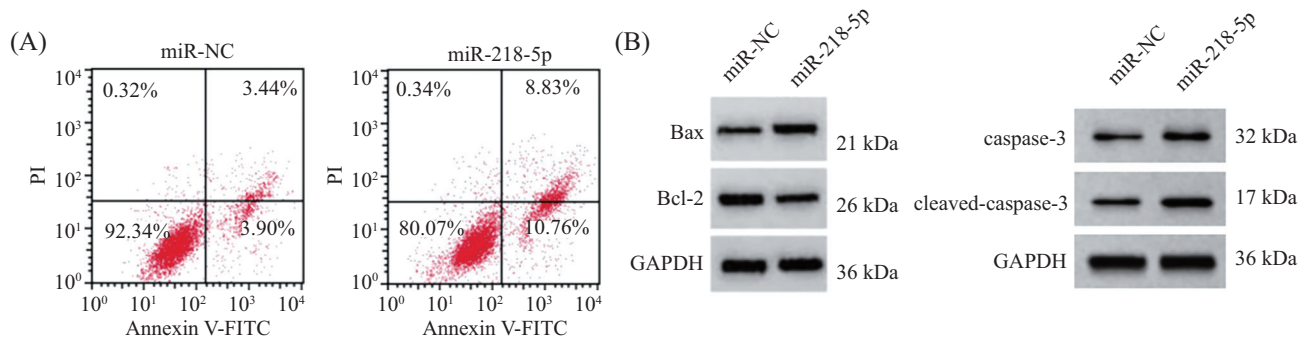 (A)
miR-NC
10⁴
10³
10²
10¹
10⁰
PI
0.32%
3.44%
92.34%
3.90%
10⁰
10¹
10²
10³
10⁴
Annexin V-FITC
miR-218-5p
10⁴
10³
10²
10¹
10⁰
PI
0.34%
8.83%
80.07%
10.76%
10⁰
10¹
10²
10³
10⁴
Annexin V-FITC
(B)
miR-NC
miR-218-5p
Bax
21 kDa
Bcl-2
26 kDa
GAPDH
36 kDa
miR-NC
miR-218-5p
caspase-3
32 kDa
cleaved-caspase-3
17 kDa
GAPDH
36 kDa